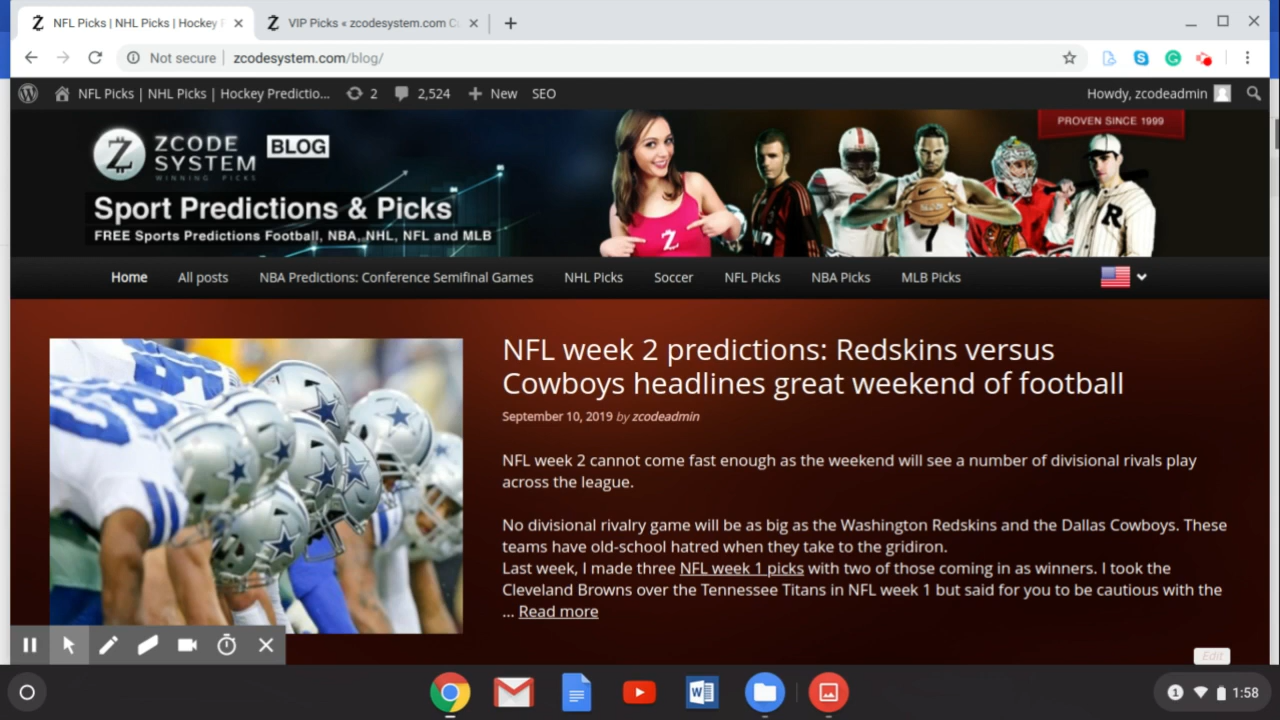 NFL Picks | NHL Picks | Hockey P
VIP Picks « zcodesystem.com C
Not secure
zcodesystem.com/blog/
NFL Picks | NHL Picks | Hockey Predictio...
2
2,524
New
SEO
Howdy, zcodeadmin
PROVEN SINCE 1999
ZCODE
SYSTEM
WINNING PICKS
BLOG
Sport Predictions & Picks
FREE Sports Predictions Football, NBA, NHL, NFL and MLB
Z
R
Home
All posts
NBA Predictions: Conference Semifinal Games
NHL Picks
Soccer
NFL Picks
NBA Picks
MLB Picks
NFL week 2 predictions: Redskins versus
Cowboys headlines great weekend of football
September 10, 2019 by zcodeadmin
NFL week 2 cannot come fast enough as the weekend will see a number of divisional rivals play
across the league.
No divisional rivalry game will be as big as the Washington Redskins and the Dallas Cowboys. These
teams have old-school hatred when they take to the gridiron.
Last week, I made three NFL week 1 picks with two of those coming in as winners. I took the
Cleveland Browns over the Tennessee Titans in NFL week 1 but said for you to be cautious with the
... Read more
Edit
1
1:58